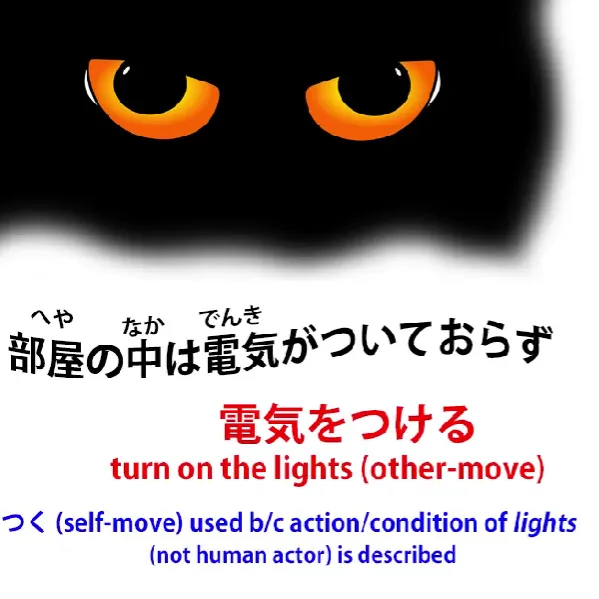 へや なか でんき
部屋の中は電気がついておらず
電気をつける
turn on the lights (other-move)
つく (self-move) used b/c action/condition of lights
(not human actor) is described